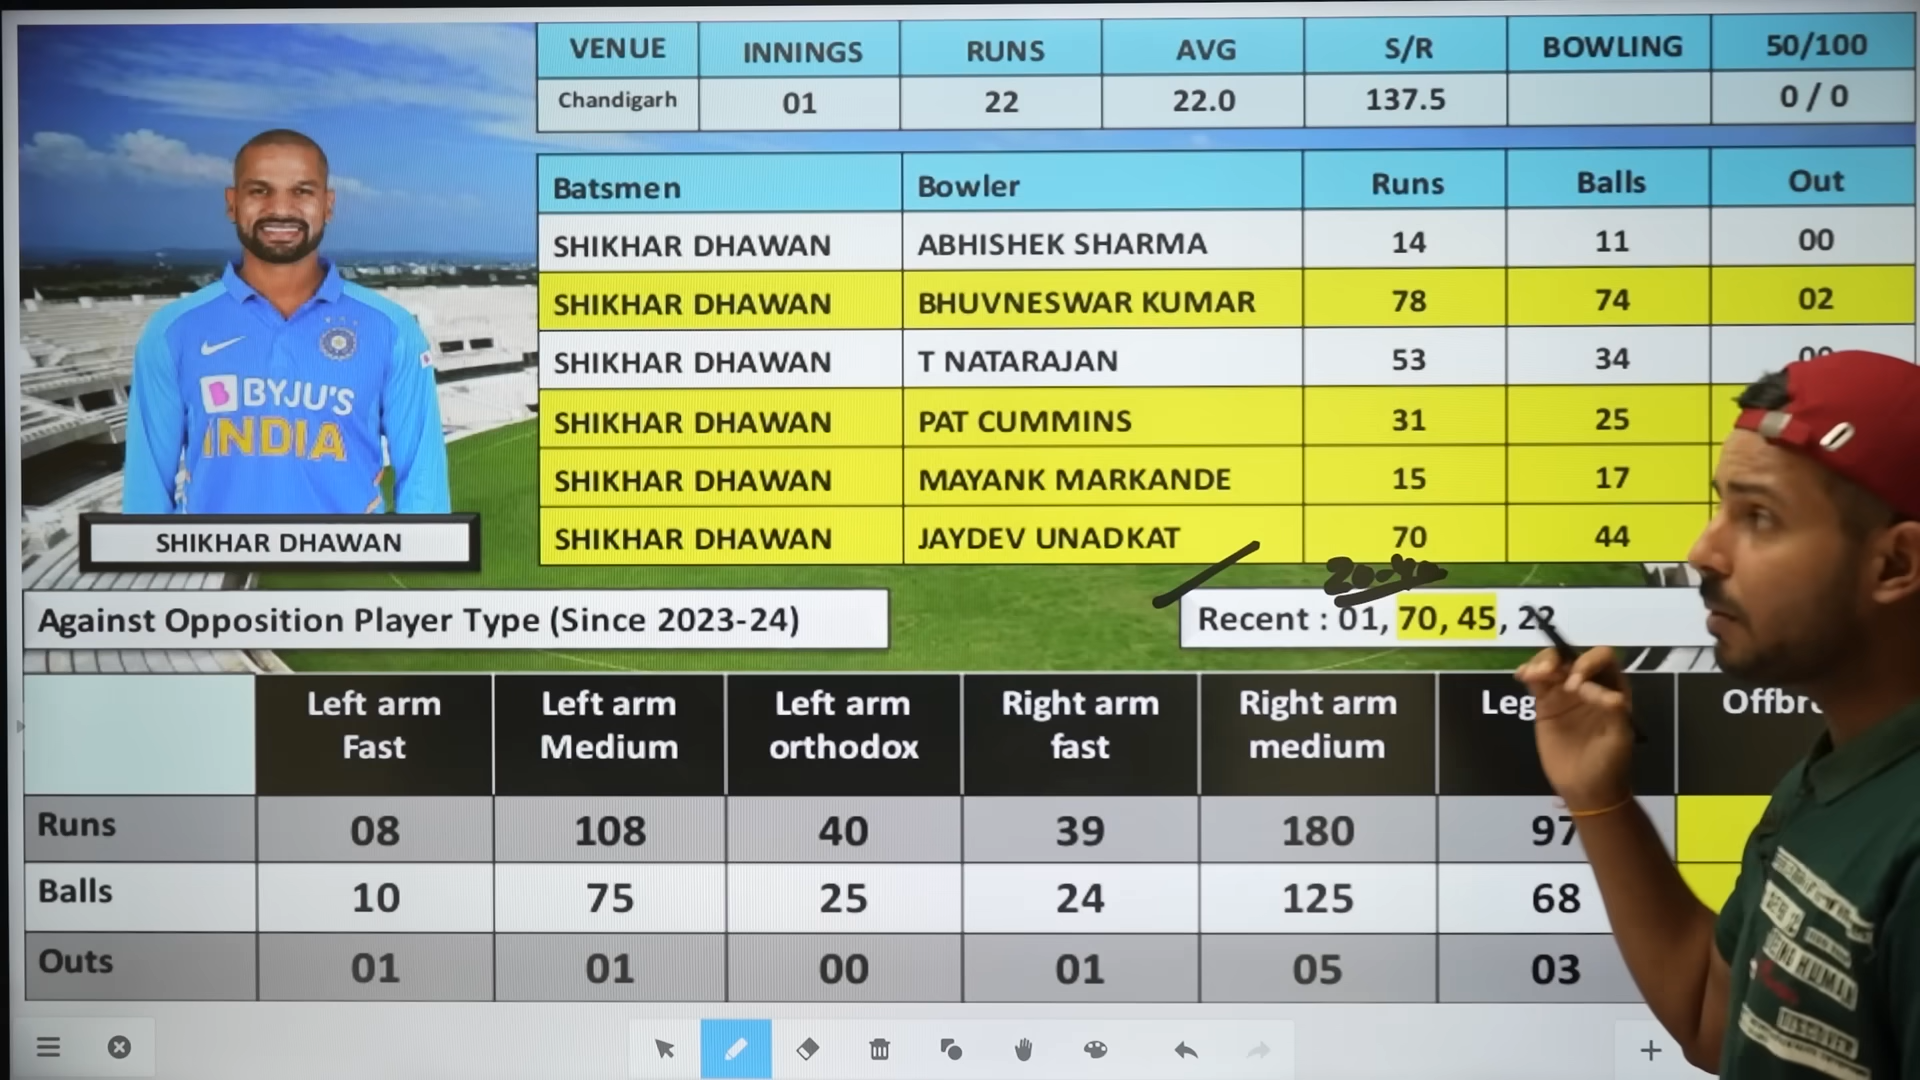 VENUE INNINGS RUNS AVG S/R BOWLING 50/100
Chandigarh 01 22 22.0 137.5 0 / 0
Batsmen Bowler Runs Balls Out
SHIKHAR DHAWAN ABHISHEK SHARMA 14 11 00
SHIKHAR DHAWAN BHUVNESWAR KUMAR 78 74 02
SHIKHAR DHAWAN T NATARAJAN 53 34 00
SHIKHAR DHAWAN PAT CUMMINS 31 25
SHIKHAR DHAWAN MAYANK MARKANDE 15 17
SHIKHAR DHAWAN JAYDEV UNADKAT 70 44
BYJU'S
INDIA
SHIKHAR DHAWAN
Against Opposition Player Type (Since 2023-24)
Recent : 01, 70, 45, 22
Left arm Fast Left arm Medium Left arm orthodox Right arm fast Right arm medium Leg
Runs 08 108 40 39 180 97
Balls 10 75 25 24 125 68
Outs 01 01 00 01 05 03
BEING HUMAN
DISCOVER